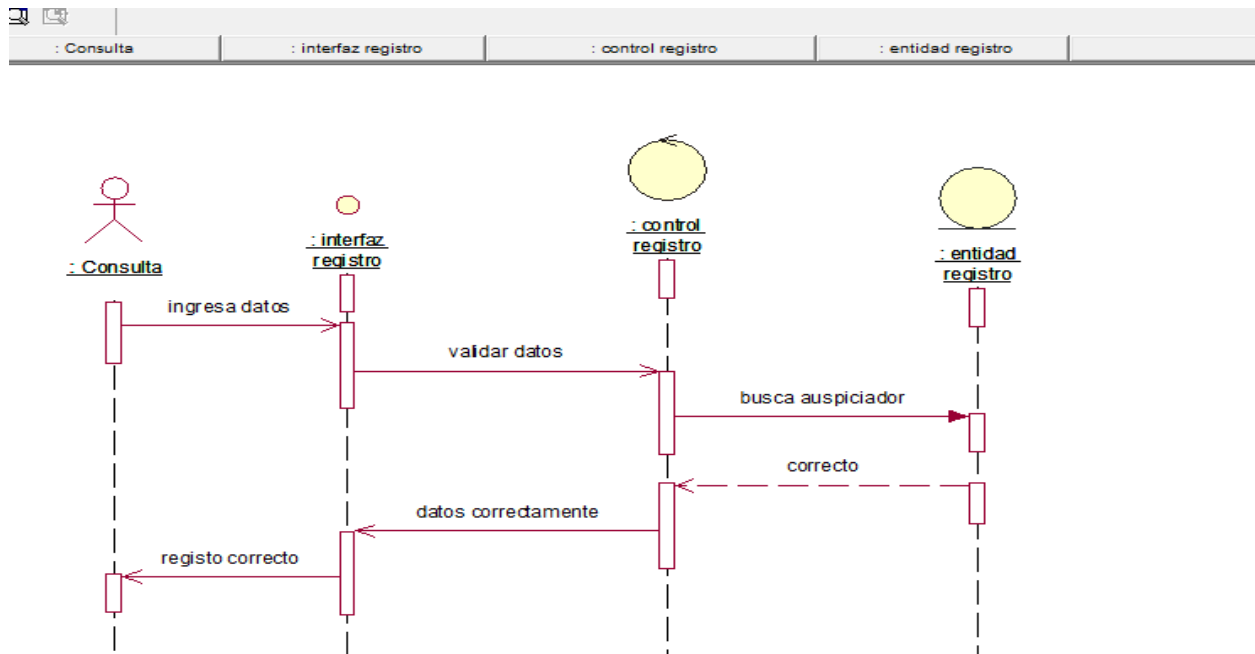 : Consulta
: interfaz registro
: control registro
: entidad registro
: Consulta
: interfaz
registro
: control
registro
: entidad
registro
ingresa datos
validar datos
busca auspiciador
correcto
datos correctamente
registo correcto